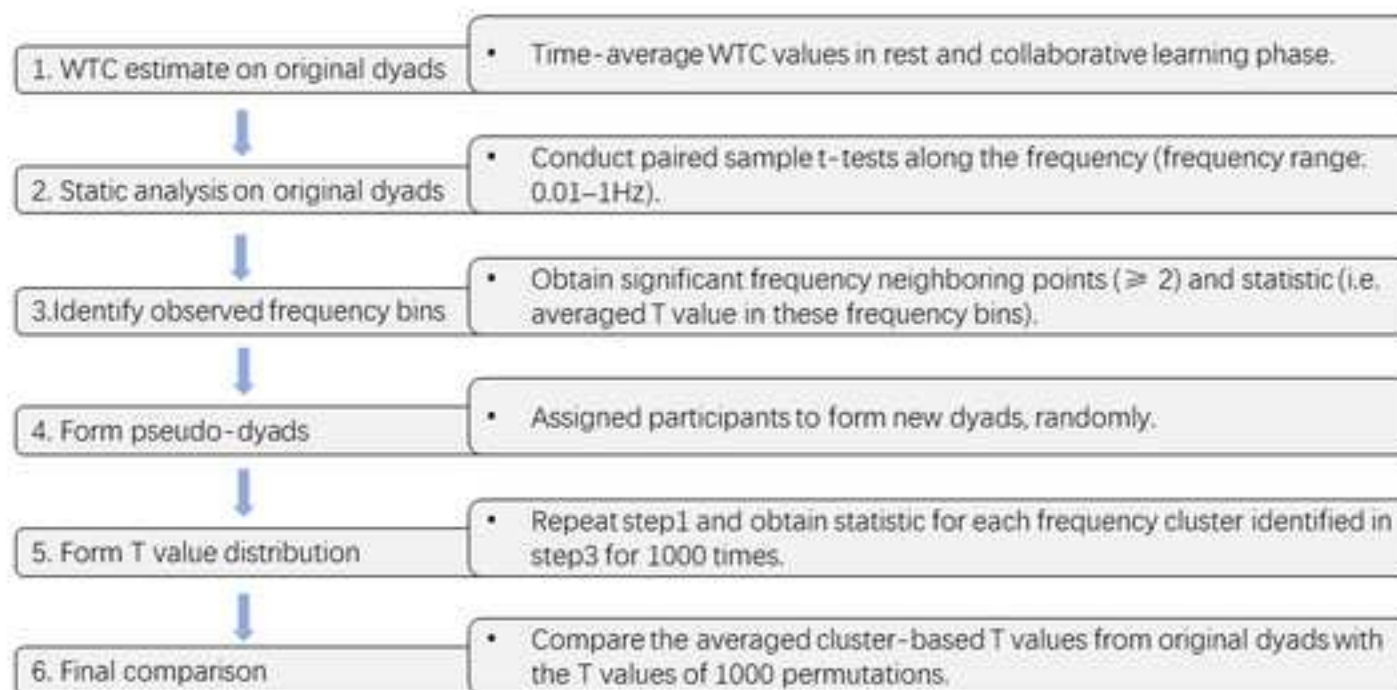 1. WTC estimate on original dyads
• Time-average WTC values in rest and collaborative learning phase.
2. Static analysis on original dyads
• Conduct paired sample t-tests along the frequency (frequency range:
0.01–1Hz).
3.Identify observed frequency bins
• Obtain significant frequency neighboring points (⩾ 2) and statistic (i.e.
averaged T value in these frequency bins).
4. Form pseudo-dyads
• Assigned participants to form new dyads, randomly.
5. Form T value distribution
• Repeat step1 and obtain statistic for each frequency cluster identified in
step3 for 1000 times.
6. Final comparison
• Compare the averaged cluster-based T values from original dyads with
the T values of 1000 permutations.